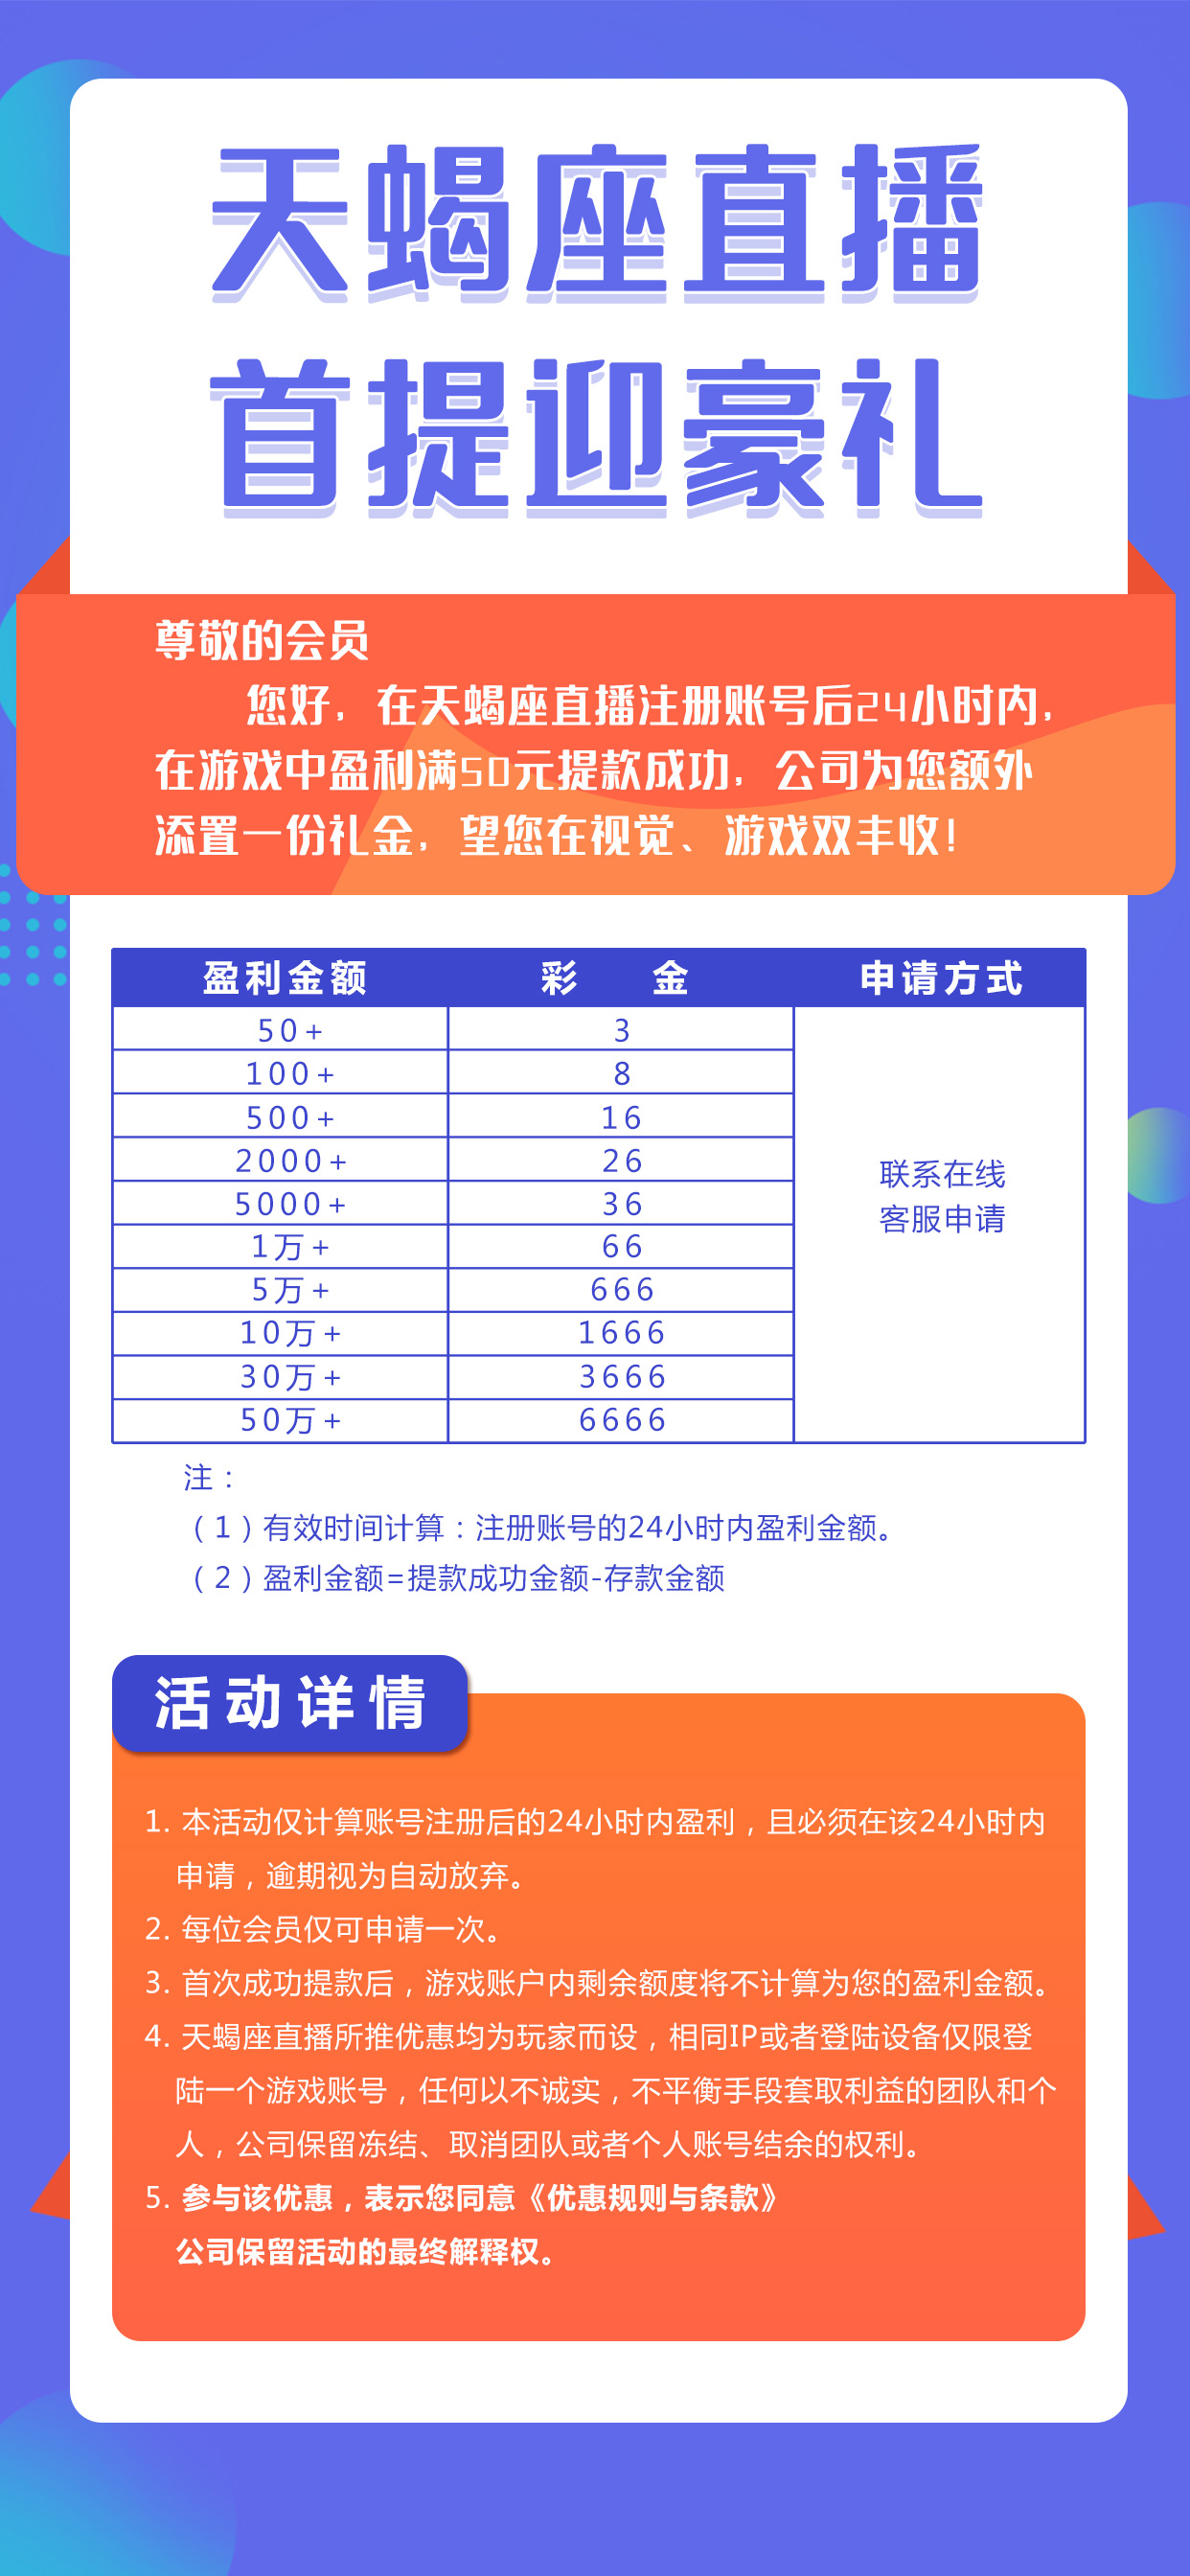 天蝎座直播
首提迎豪礼
尊敬的会员
您好，在天蝎座直播注册账号后24小时内，
在游戏中盈利满50元提款成功，公司为您额外
添置一份礼金，望您在视觉、游戏双丰收！
盈利金额 彩 金 申请方式
50+ 3
100+ 8
500+ 16
2000+ 26
5000+ 36
1万+ 66
5万+ 666
10万+ 1666
30万+ 3666
50万+ 6666
联系在线
客服申请
注：
（1）有效时间计算：注册账号的24小时内盈利金额。
（2）盈利金额=提款成功金额-存款金额
活动详情
1. 本活动仅计算账号注册后的24小时内盈利，且必须在该24小时内
申请，逾期视为自动放弃。
2. 每位会员仅可申请一次。
3. 首次成功提款后，游戏账户内剩余额度将不计算为您的盈利金额。
4. 天蝎座直播所推优惠均为玩家而设，相同IP或者登陆设备仅限登
陆一个游戏账号，任何以不诚实，不平衡手段套取利益的团队和个
人，公司保留冻结、取消团队或者个人账号结余的权利。
5. 参与该优惠，表示您同意《优惠规则与条款》
公司保留活动的最终解释权。